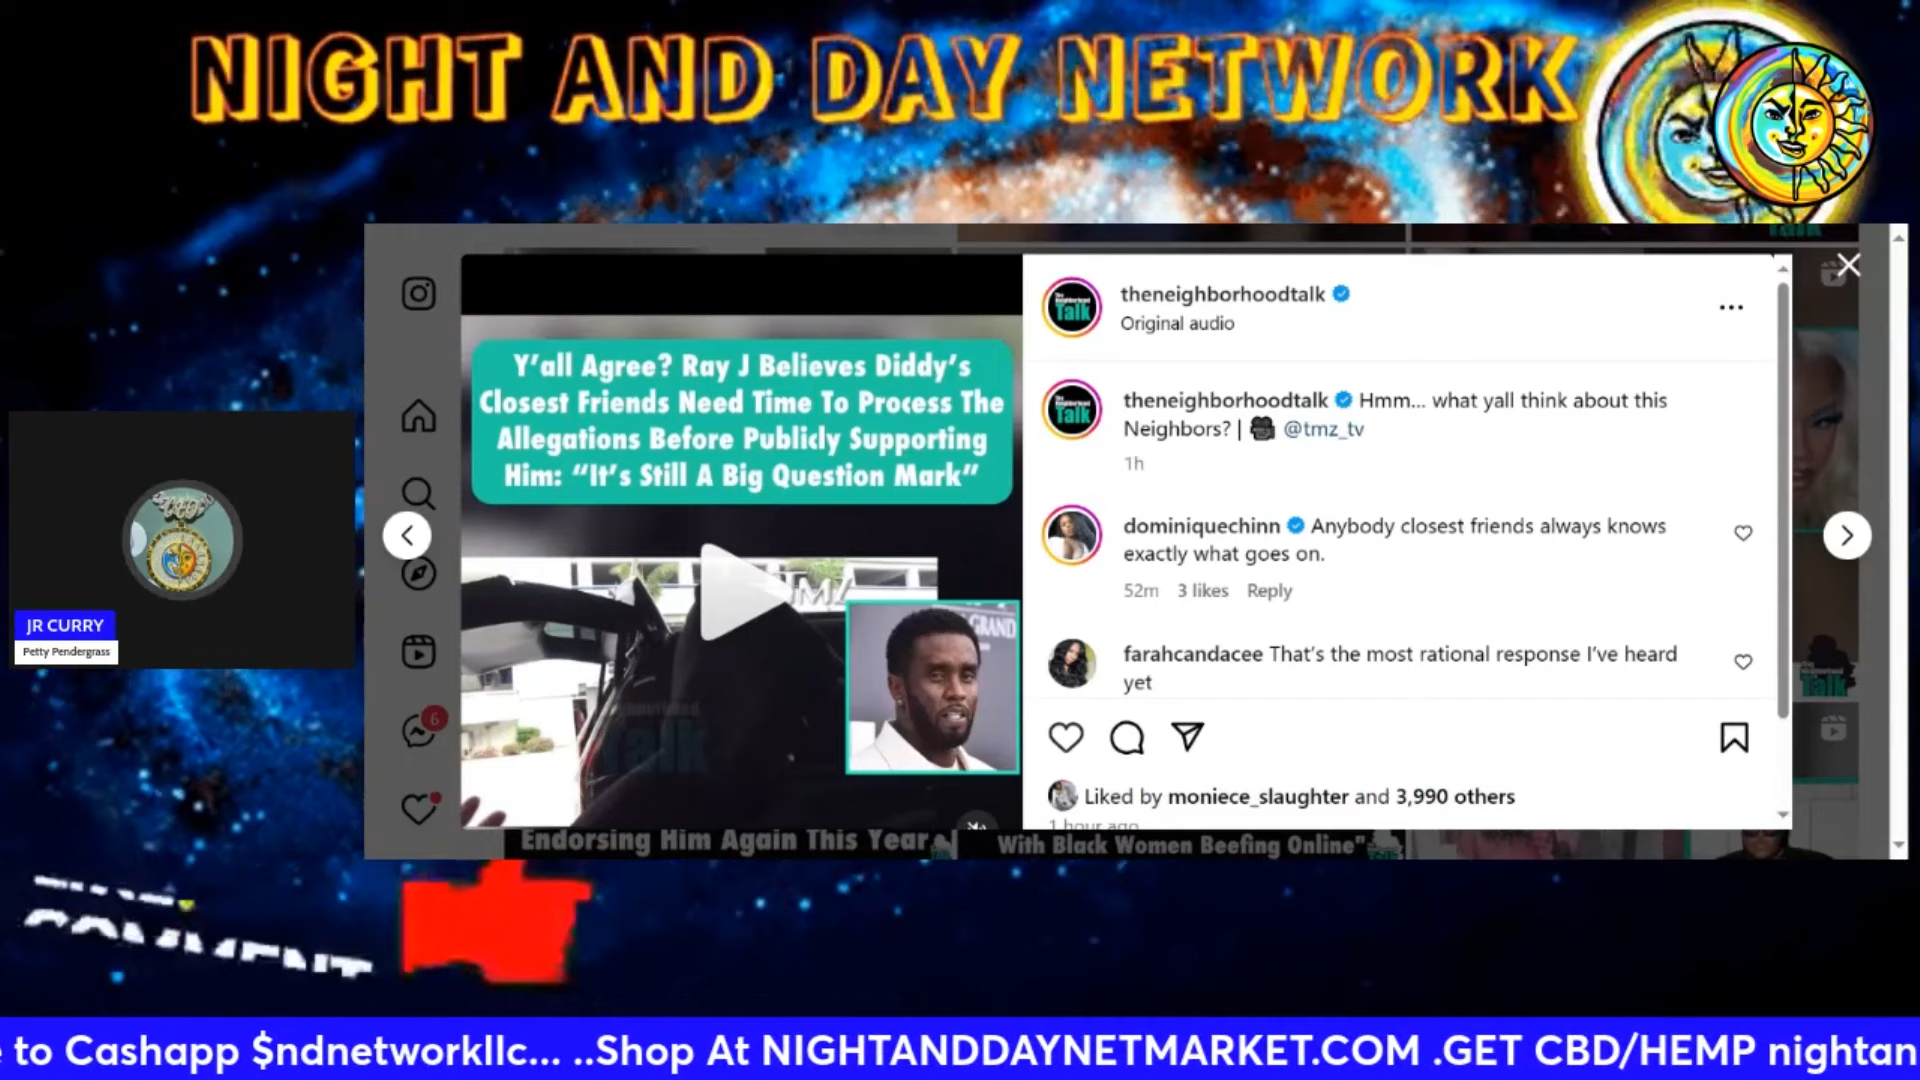 NIGHT AND DAY NETWORK
Y'all Agree? Ray J Believes Diddy's
Closest Friends Need Time To Process The
Allegations Before Publicly Supporting
Him: "It's Still A Big Question Mark"
GRAND
Talk
theneighborhoodtalk
Original audio
Talk
theneighborhoodtalk Hmm... what yall think about this
Neighbors? | @tmz_tv
1h
dominiquechinn Anybody closest friends always knows
exactly what goes on.
52m 3 likes Reply
farahcandacee That's the most rational response I've heard
yet
Liked by moniece_slaughter and 3,990 others
1 hour ago
6
Endorsing Him Again This Year
With Black Women Beefing Online"
JR CURRY
Petty Pendergrass
COMMENT
to Cashapp $ndnetworkllc... ..Shop At NIGHTANDDAYNETMARKET.COM .GET CBD/HEMP nightan